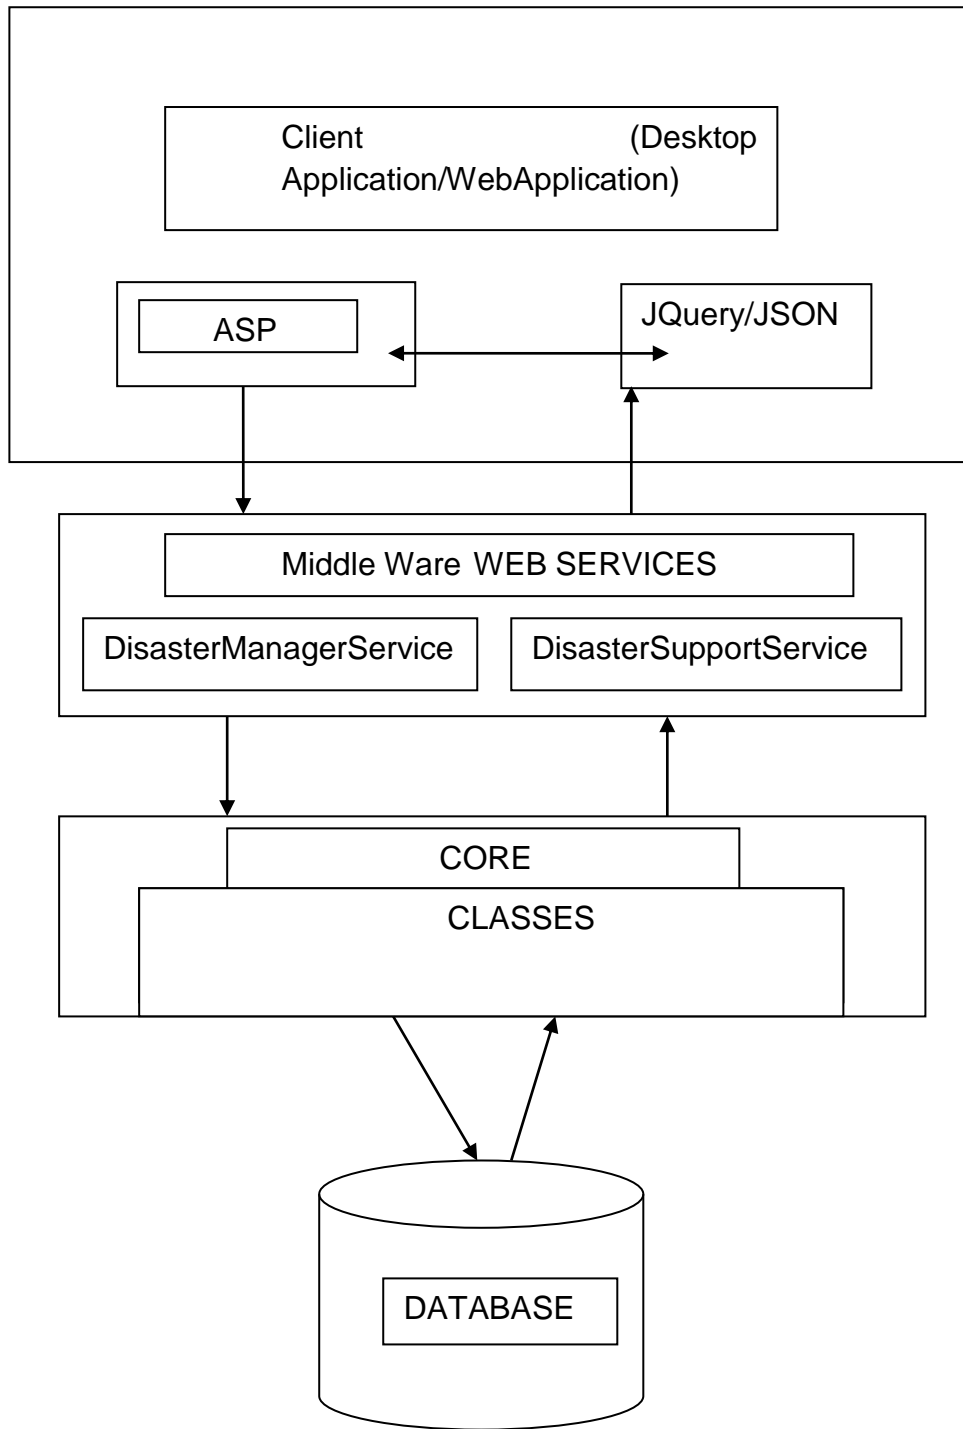 Client (Desktop
Application/WebApplication)
ASP
JQuery/JSON
Middle Ware WEB SERVICES
DisasterManagerService
DisasterSupportService
CORE
CLASSES
DATABASE